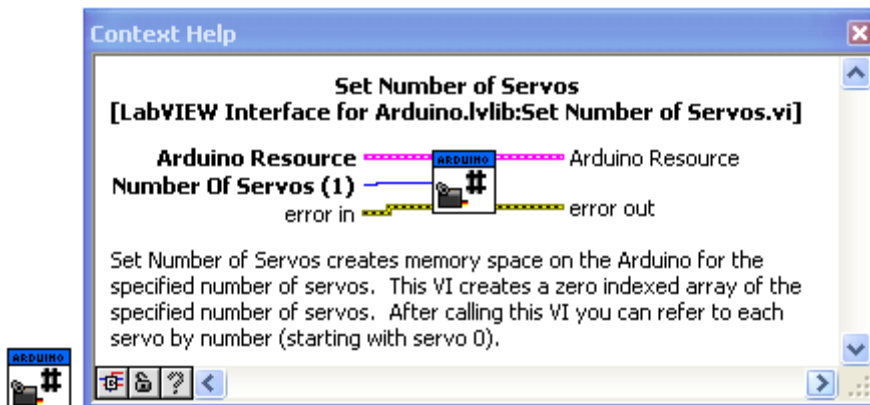 Context Help
Set Number of Servos
[LabVIEW Interface for Arduino.lvlib:Set Number of Servos.vi]
Arduino Resource ARDUINO Arduino Resource
Number Of Servos (1) #
error in error out
Set Number of Servos creates memory space on the Arduino for the
specified number of servos. This VI creates a zero indexed array of the
specified number of servos. After calling this VI you can refer to each
servo by number (starting with servo 0).
ARDUINO
#
?